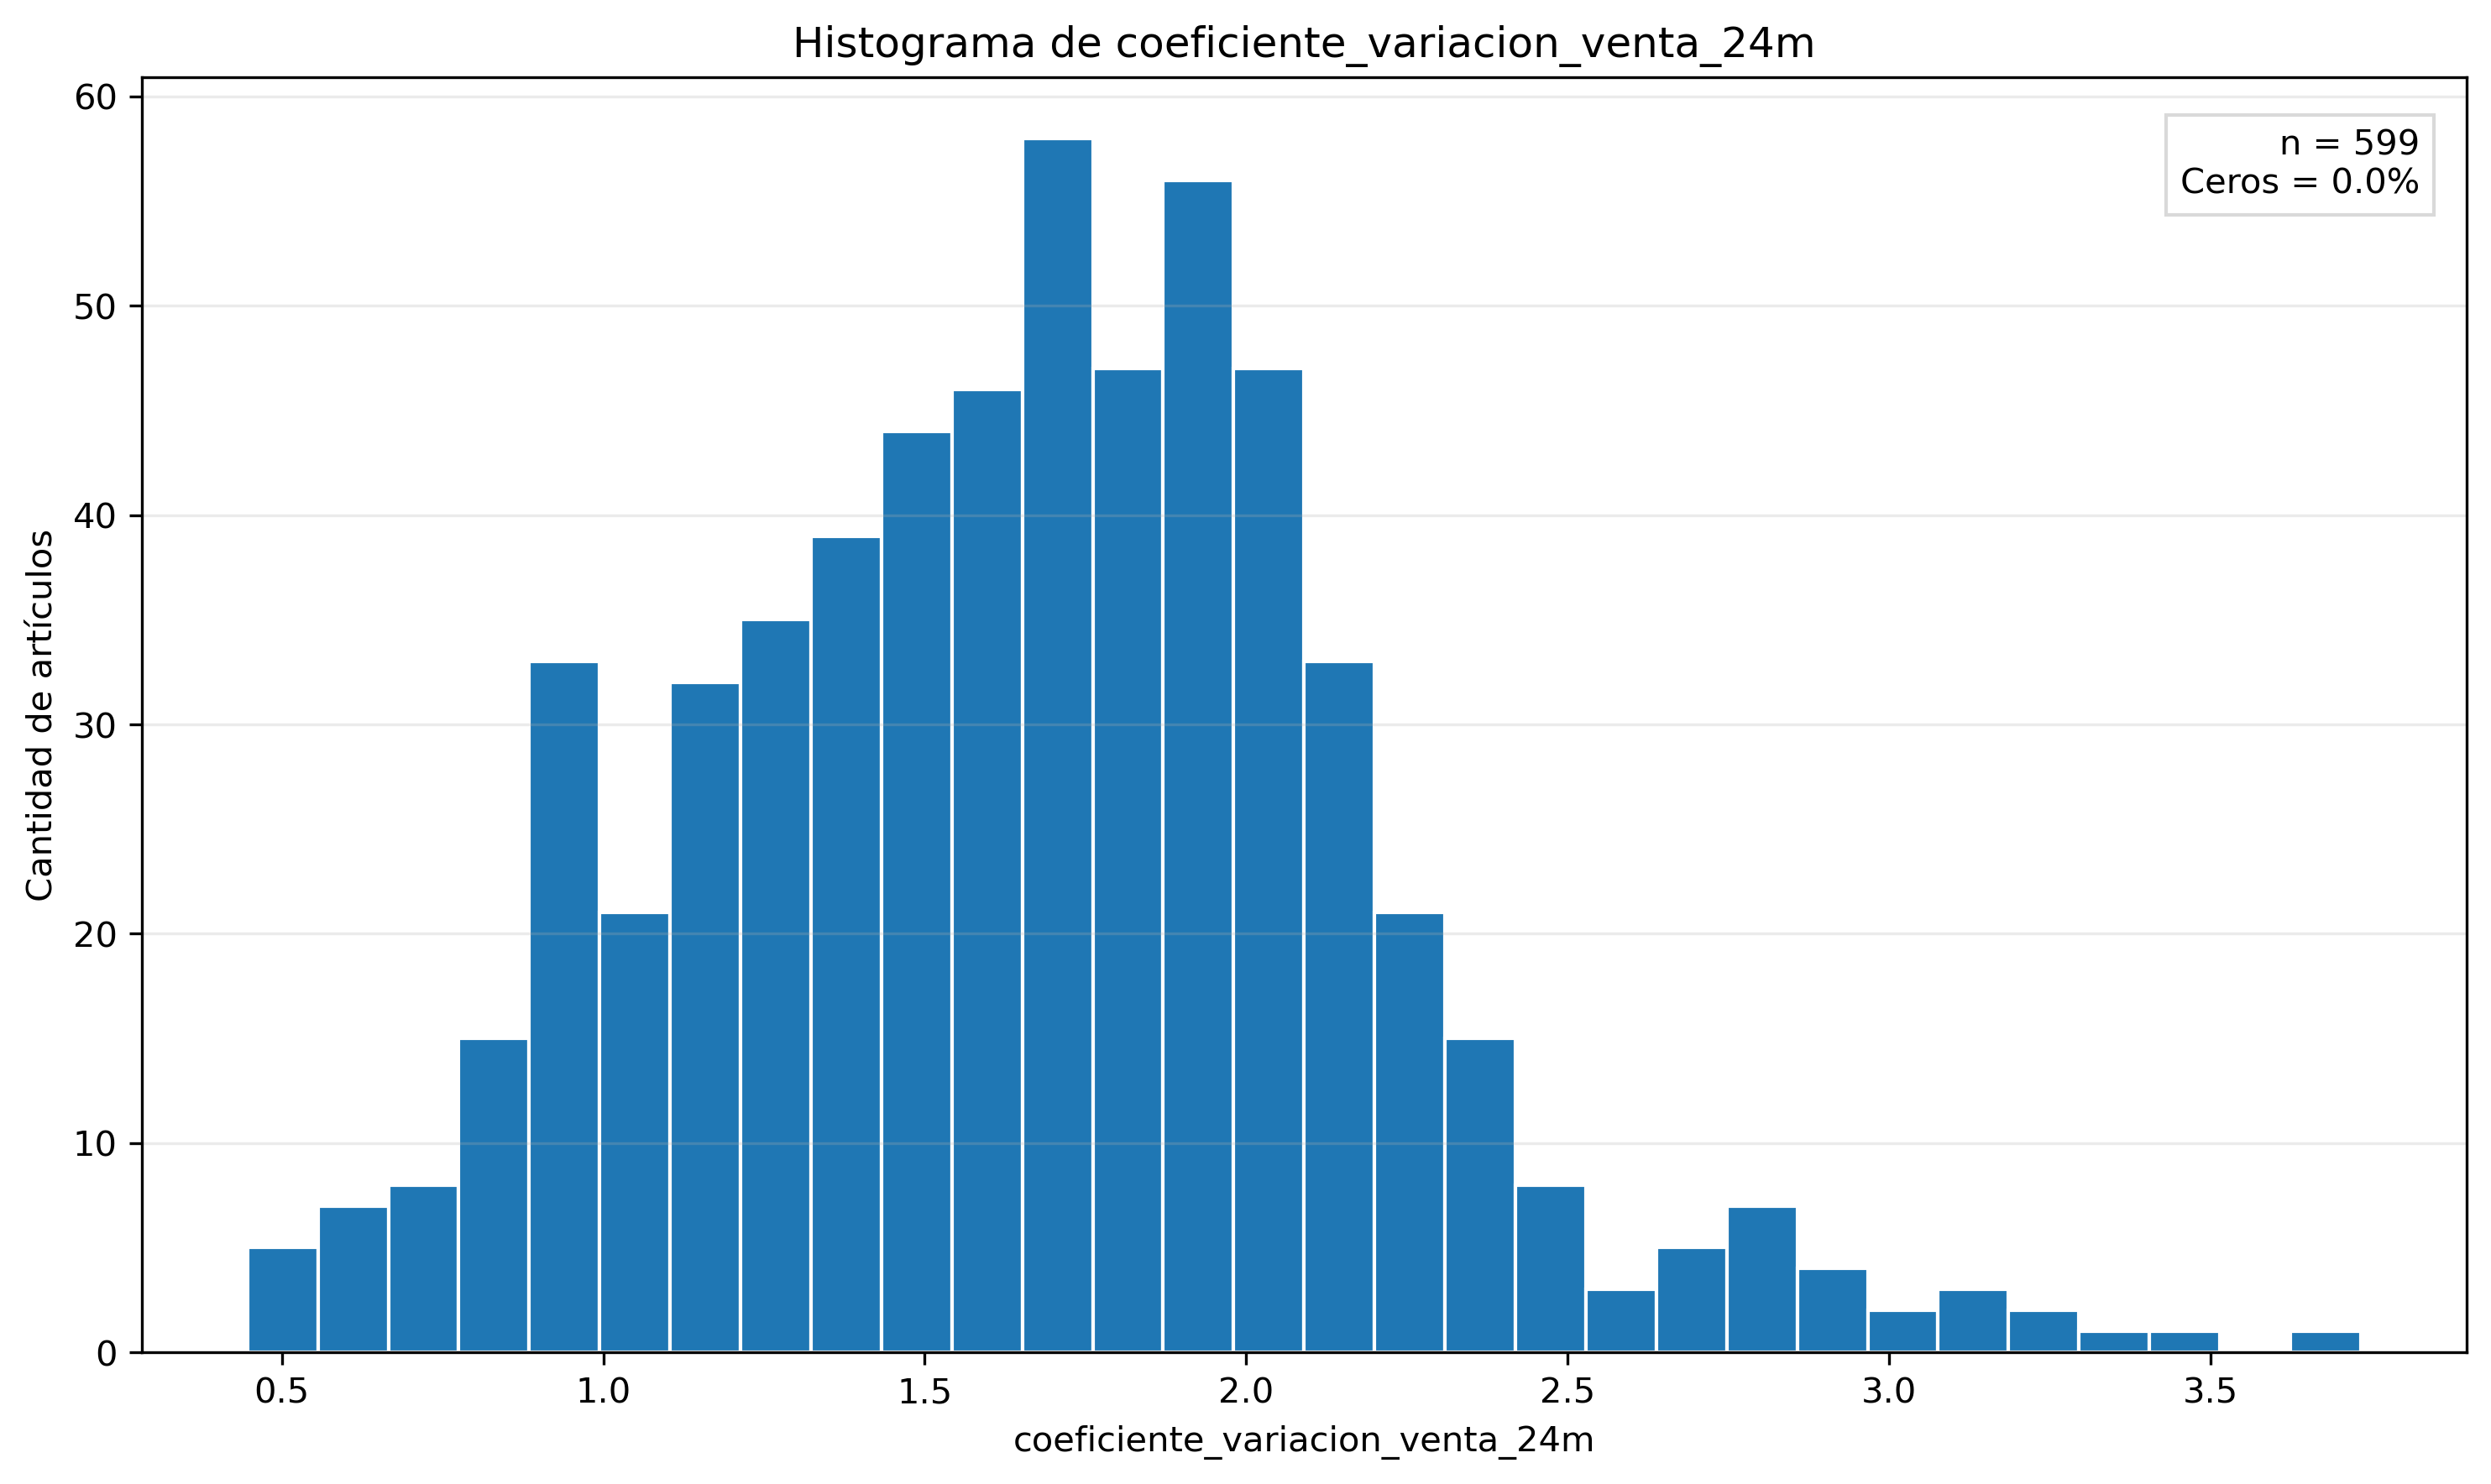 Histograma de coeficiente_variacion_venta_24m
n = 599
Ceros = 0.0%
Cantidad de artículos
60
50
40
30
20
10
0
0.5 1.0 1.5 2.0 2.5 3.0 3.5
coeficiente_variacion_venta_24m